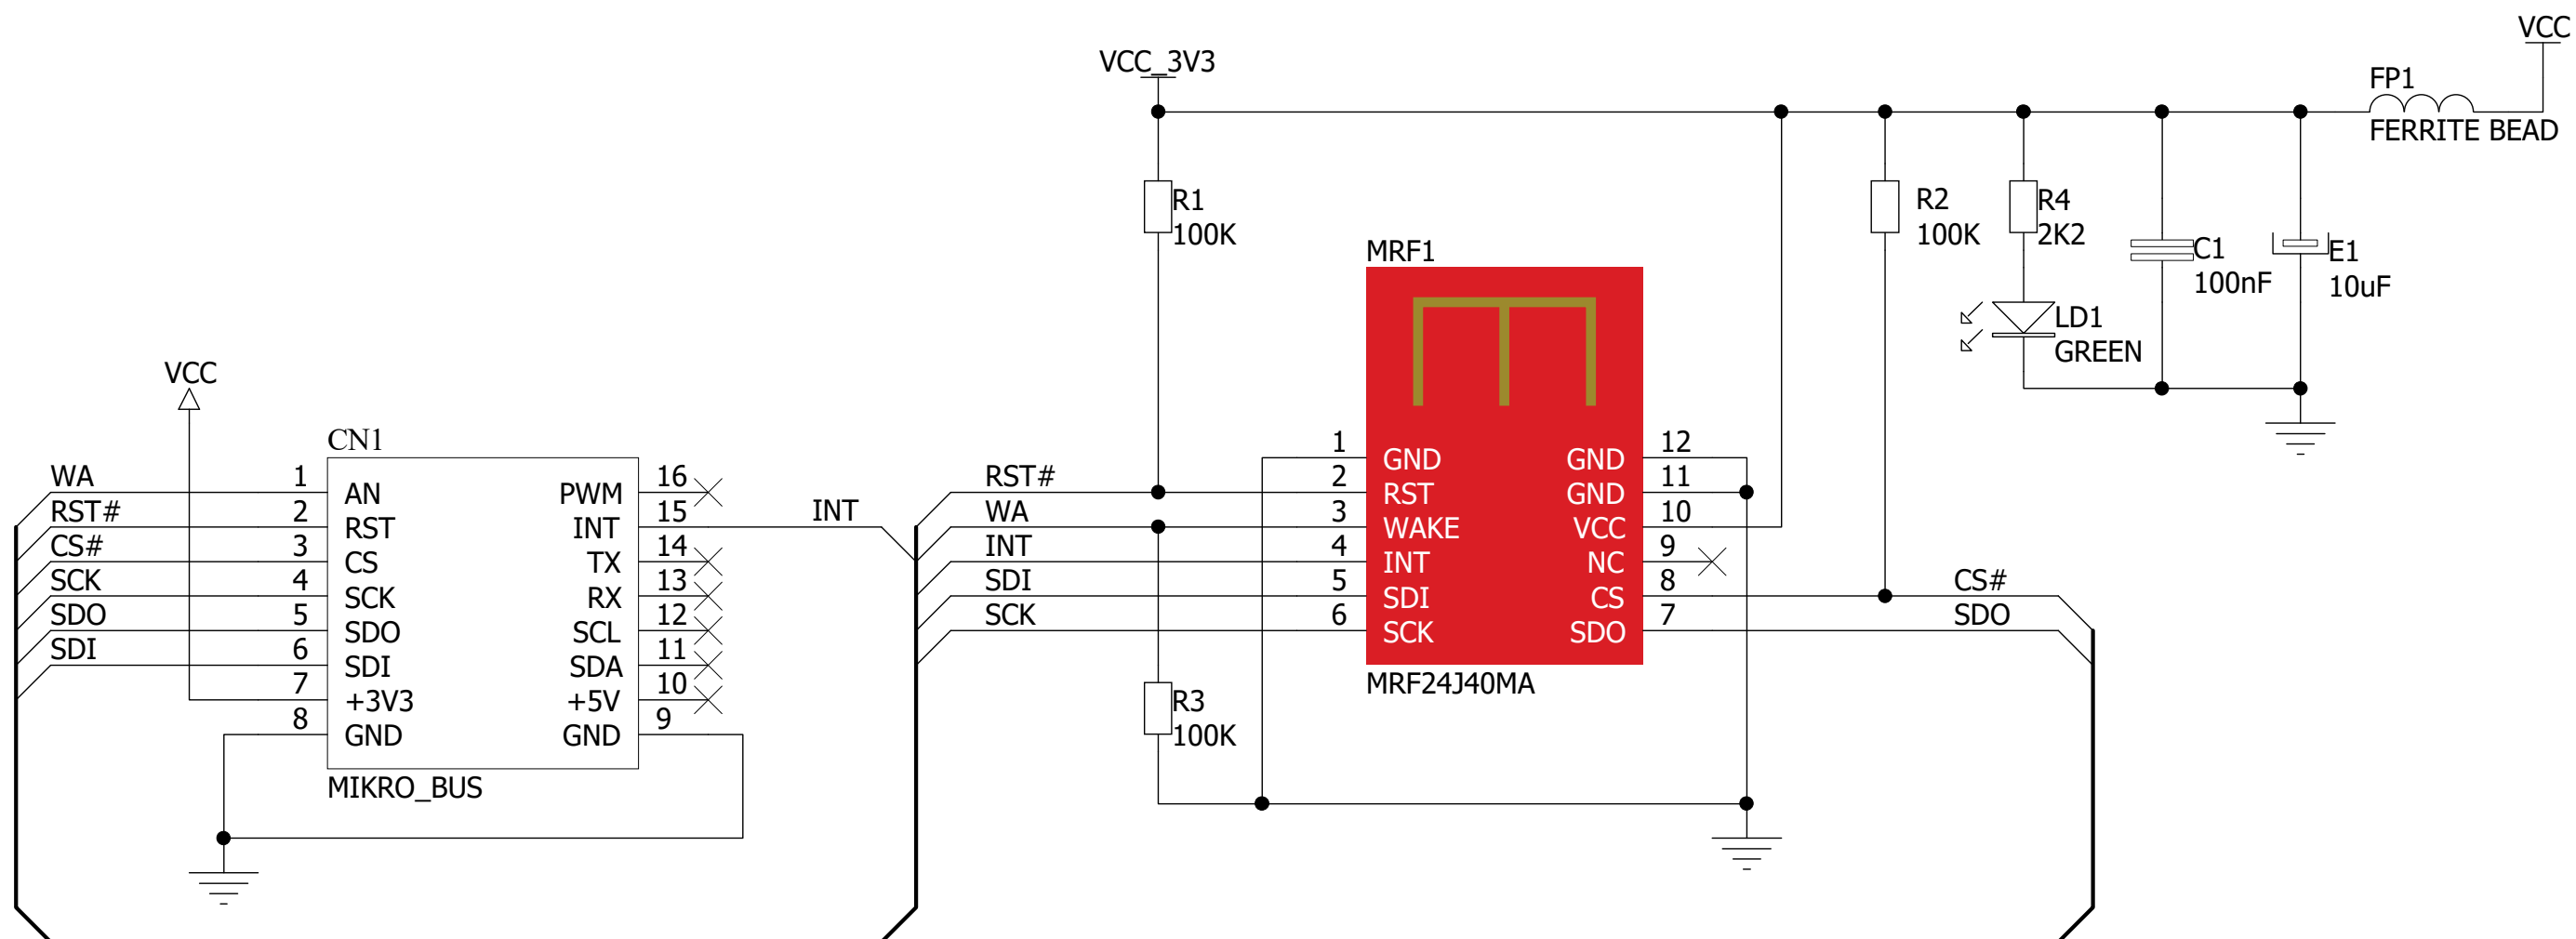 VCC
VCC_3V3
FP1
FERRITE BEAD
R1
100K
R2
100K
R4
2K2
C1
100nF
E1
10uF
LD1
GREEN
MRF1
VCC
CN1
WA
RST#
CS#
SCK
SDO
SDI
1
2
3
4
5
6
7
8
AN
RST
CS
SCK
SDO
SDI
+3V3
GND
PWM
INT
TX
RX
SCL
SDA
+5V
GND
16
15
14
13
12
11
10
9
MIKRO_BUS
INT
RST#
WA
INT
SDI
SCK
1
2
3
4
5
6
GND
RST
WAKE
INT
SDI
SCK
GND
GND
VCC
NC
CS
SDO
12
11
10
9
8
7
CS#
SDO
MRF24J40MA
R3
100K